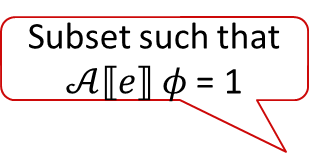 Subset such that
𝒜⟦𝑒⟧ 𝜙 = 1